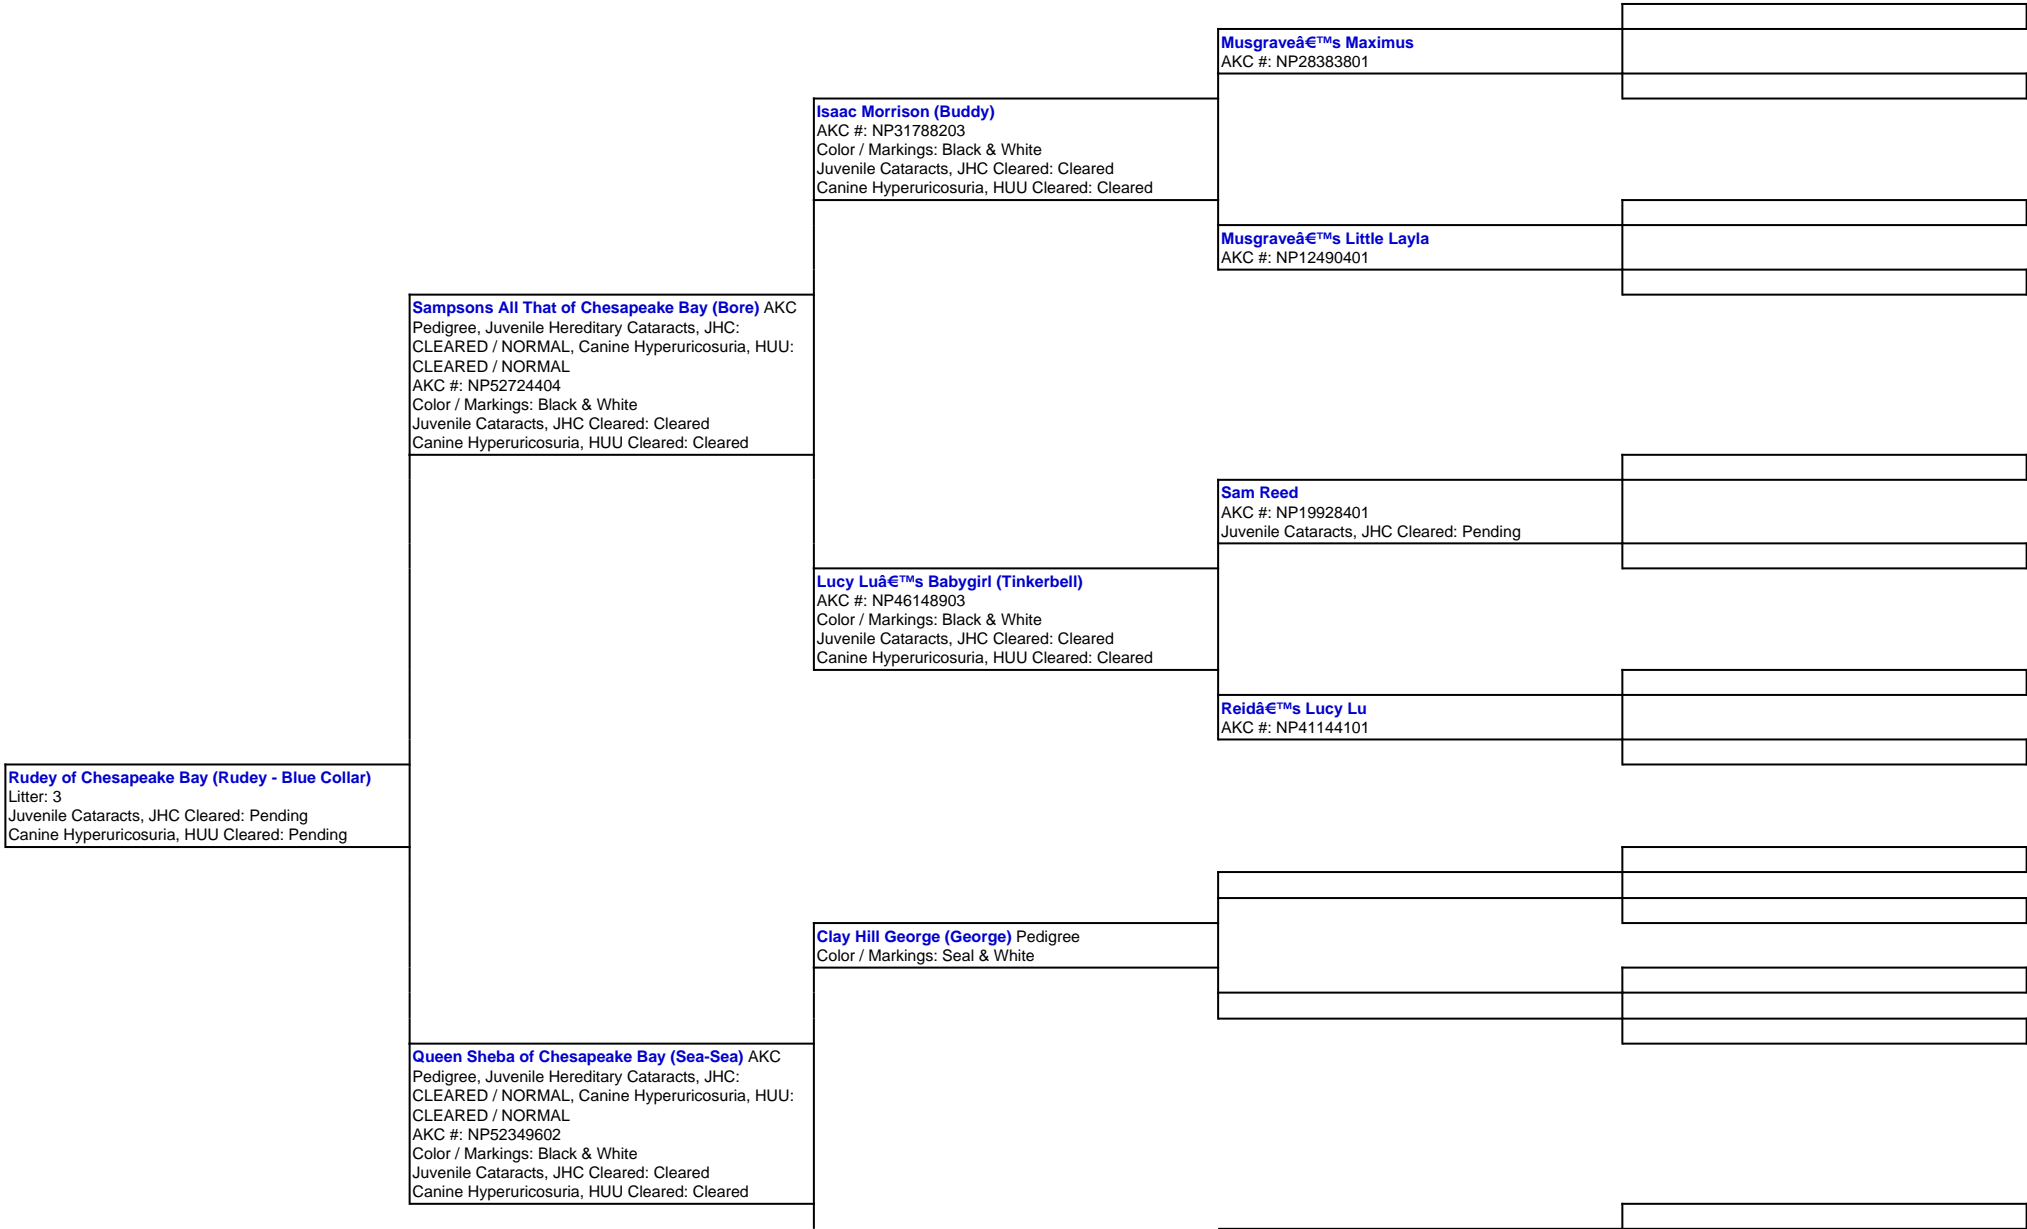 Musgraveâ€™s Maximus
AKC #: NP28383801
Isaac Morrison (Buddy)
AKC #: NP31788203
Color / Markings: Black & White
Juvenile Cataracts, JHC Cleared: Cleared
Canine Hyperuricosuria, HUU Cleared: Cleared
Musgraveâ€™s Little Layla
AKC #: NP12490401
Sampsons All That of Chesapeake Bay (Bore) AKC
Pedigree, Juvenile Hereditary Cataracts, JHC:
CLEARED / NORMAL, Canine Hyperuricosuria, HUU:
CLEARED / NORMAL
AKC #: NP52724404
Color / Markings: Black & White
Juvenile Cataracts, JHC Cleared: Cleared
Canine Hyperuricosuria, HUU Cleared: Cleared
Sam Reed
AKC #: NP19928401
Juvenile Cataracts, JHC Cleared: Pending
Lucy Luâ€™s Babygirl (Tinkerbell)
AKC #: NP46148903
Color / Markings: Black & White
Juvenile Cataracts, JHC Cleared: Cleared
Canine Hyperuricosuria, HUU Cleared: Cleared
Reidâ€™s Lucy Lu
AKC #: NP41144101
Rudey of Chesapeake Bay (Rudey - Blue Collar)
Litter: 3
Juvenile Cataracts, JHC Cleared: Pending
Canine Hyperuricosuria, HUU Cleared: Pending
Clay Hill George (George) Pedigree
Color / Markings: Seal & White
Queen Sheba of Chesapeake Bay (Sea-Sea) AKC
Pedigree, Juvenile Hereditary Cataracts, JHC:
CLEARED / NORMAL, Canine Hyperuricosuria, HUU:
CLEARED / NORMAL
AKC #: NP52349602
Color / Markings: Black & White
Juvenile Cataracts, JHC Cleared: Cleared
Canine Hyperuricosuria, HUU Cleared: Cleared